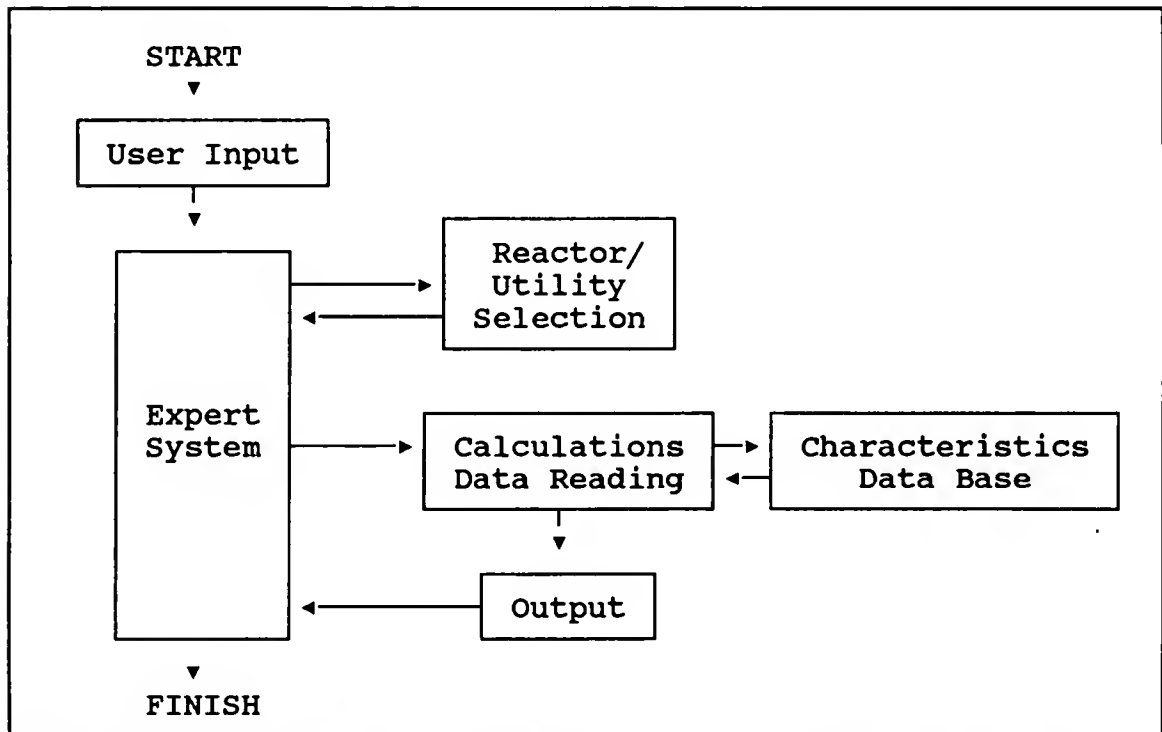 START
User Input
Reactor/
Utility
Selection
Expert
System
Calculations
Data Reading
Characteristics
Data Base
Output
FINISH